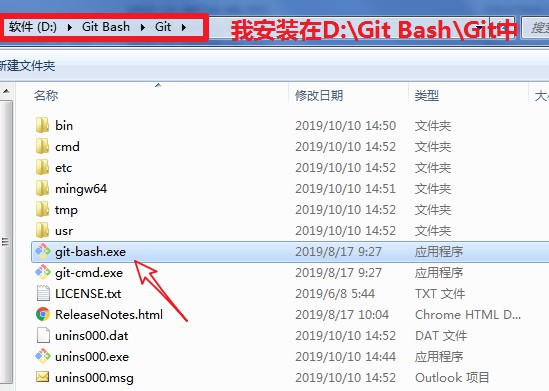 软件 (D:) ▸ Git Bash ▸ Git ▸ 我安装在D:\Git Bash\Git中 搜索
新建文件夹
名称 修改日期 类型 大
bin 2019/10/10 14:50 文件夹
cmd 2019/10/10 14:52 文件夹
etc 2019/10/10 14:52 文件夹
mingw64 2019/10/10 14:51 文件夹
tmp 2019/10/10 14:52 文件夹
usr 2019/10/10 14:52 文件夹
git-bash.exe 2019/8/17 9:27 应用程序
git-cmd.exe 2019/8/17 9:27 应用程序
LICENSE.txt 2019/6/8 5:44 TXT 文件
ReleaseNotes.html 2019/8/17 10:04 Chrome HTML D...
unins000.dat 2019/10/10 14:52 DAT 文件
unins000.exe 2019/10/10 14:44 应用程序
unins000.msg 2019/10/10 14:52 Outlook 项目